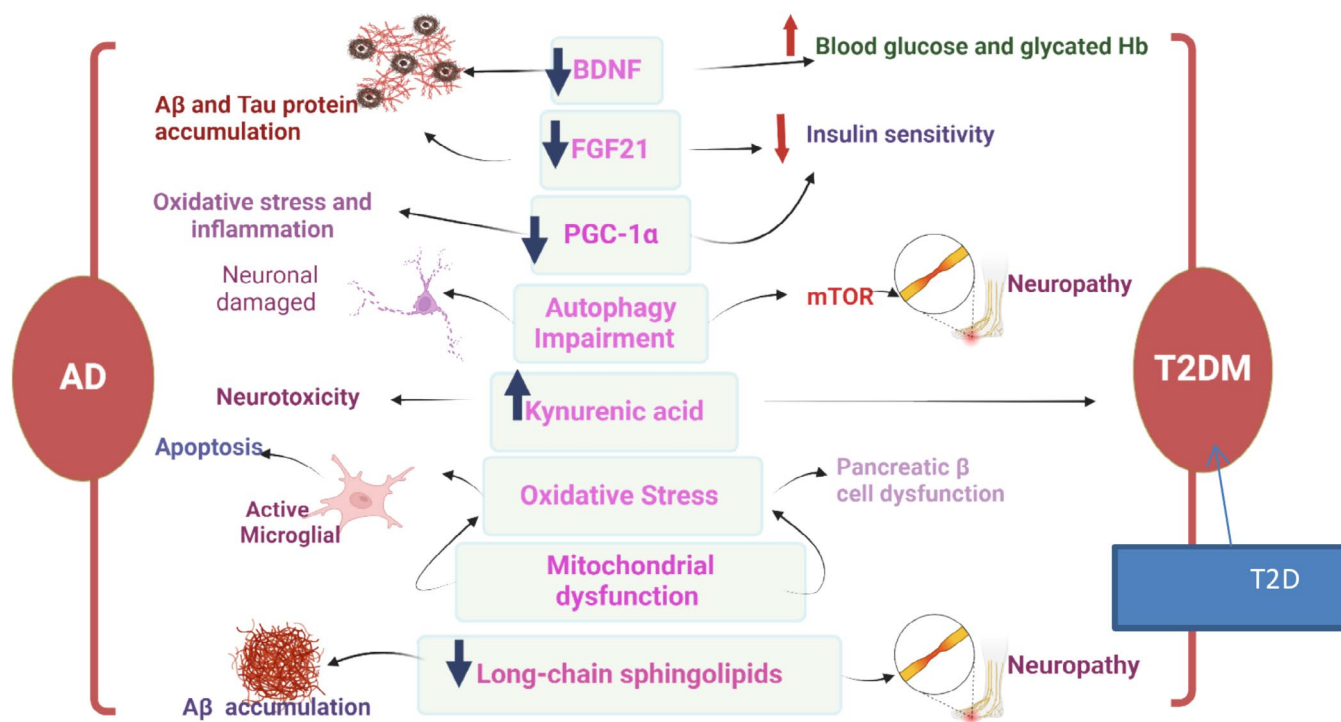 BDNF
Blood glucose and glycated Hb
Aβ and Tau protein
accumulation
FGF21
Insulin sensitivity
Oxidative stress and
inflammation
PGC-1α
Neuronal
damaged
Autophagy
Impairment
mTOR
Neuropathy
AD
T2DM
Neurotoxicity
Kynurenic acid
Apoptosis
Active
Microglial
Oxidative Stress
Pancreatic β
cell dysfunction
Mitochondrial
dysfunction
T2D
Aβ accumulation
Long-chain sphingolipids
Neuropathy